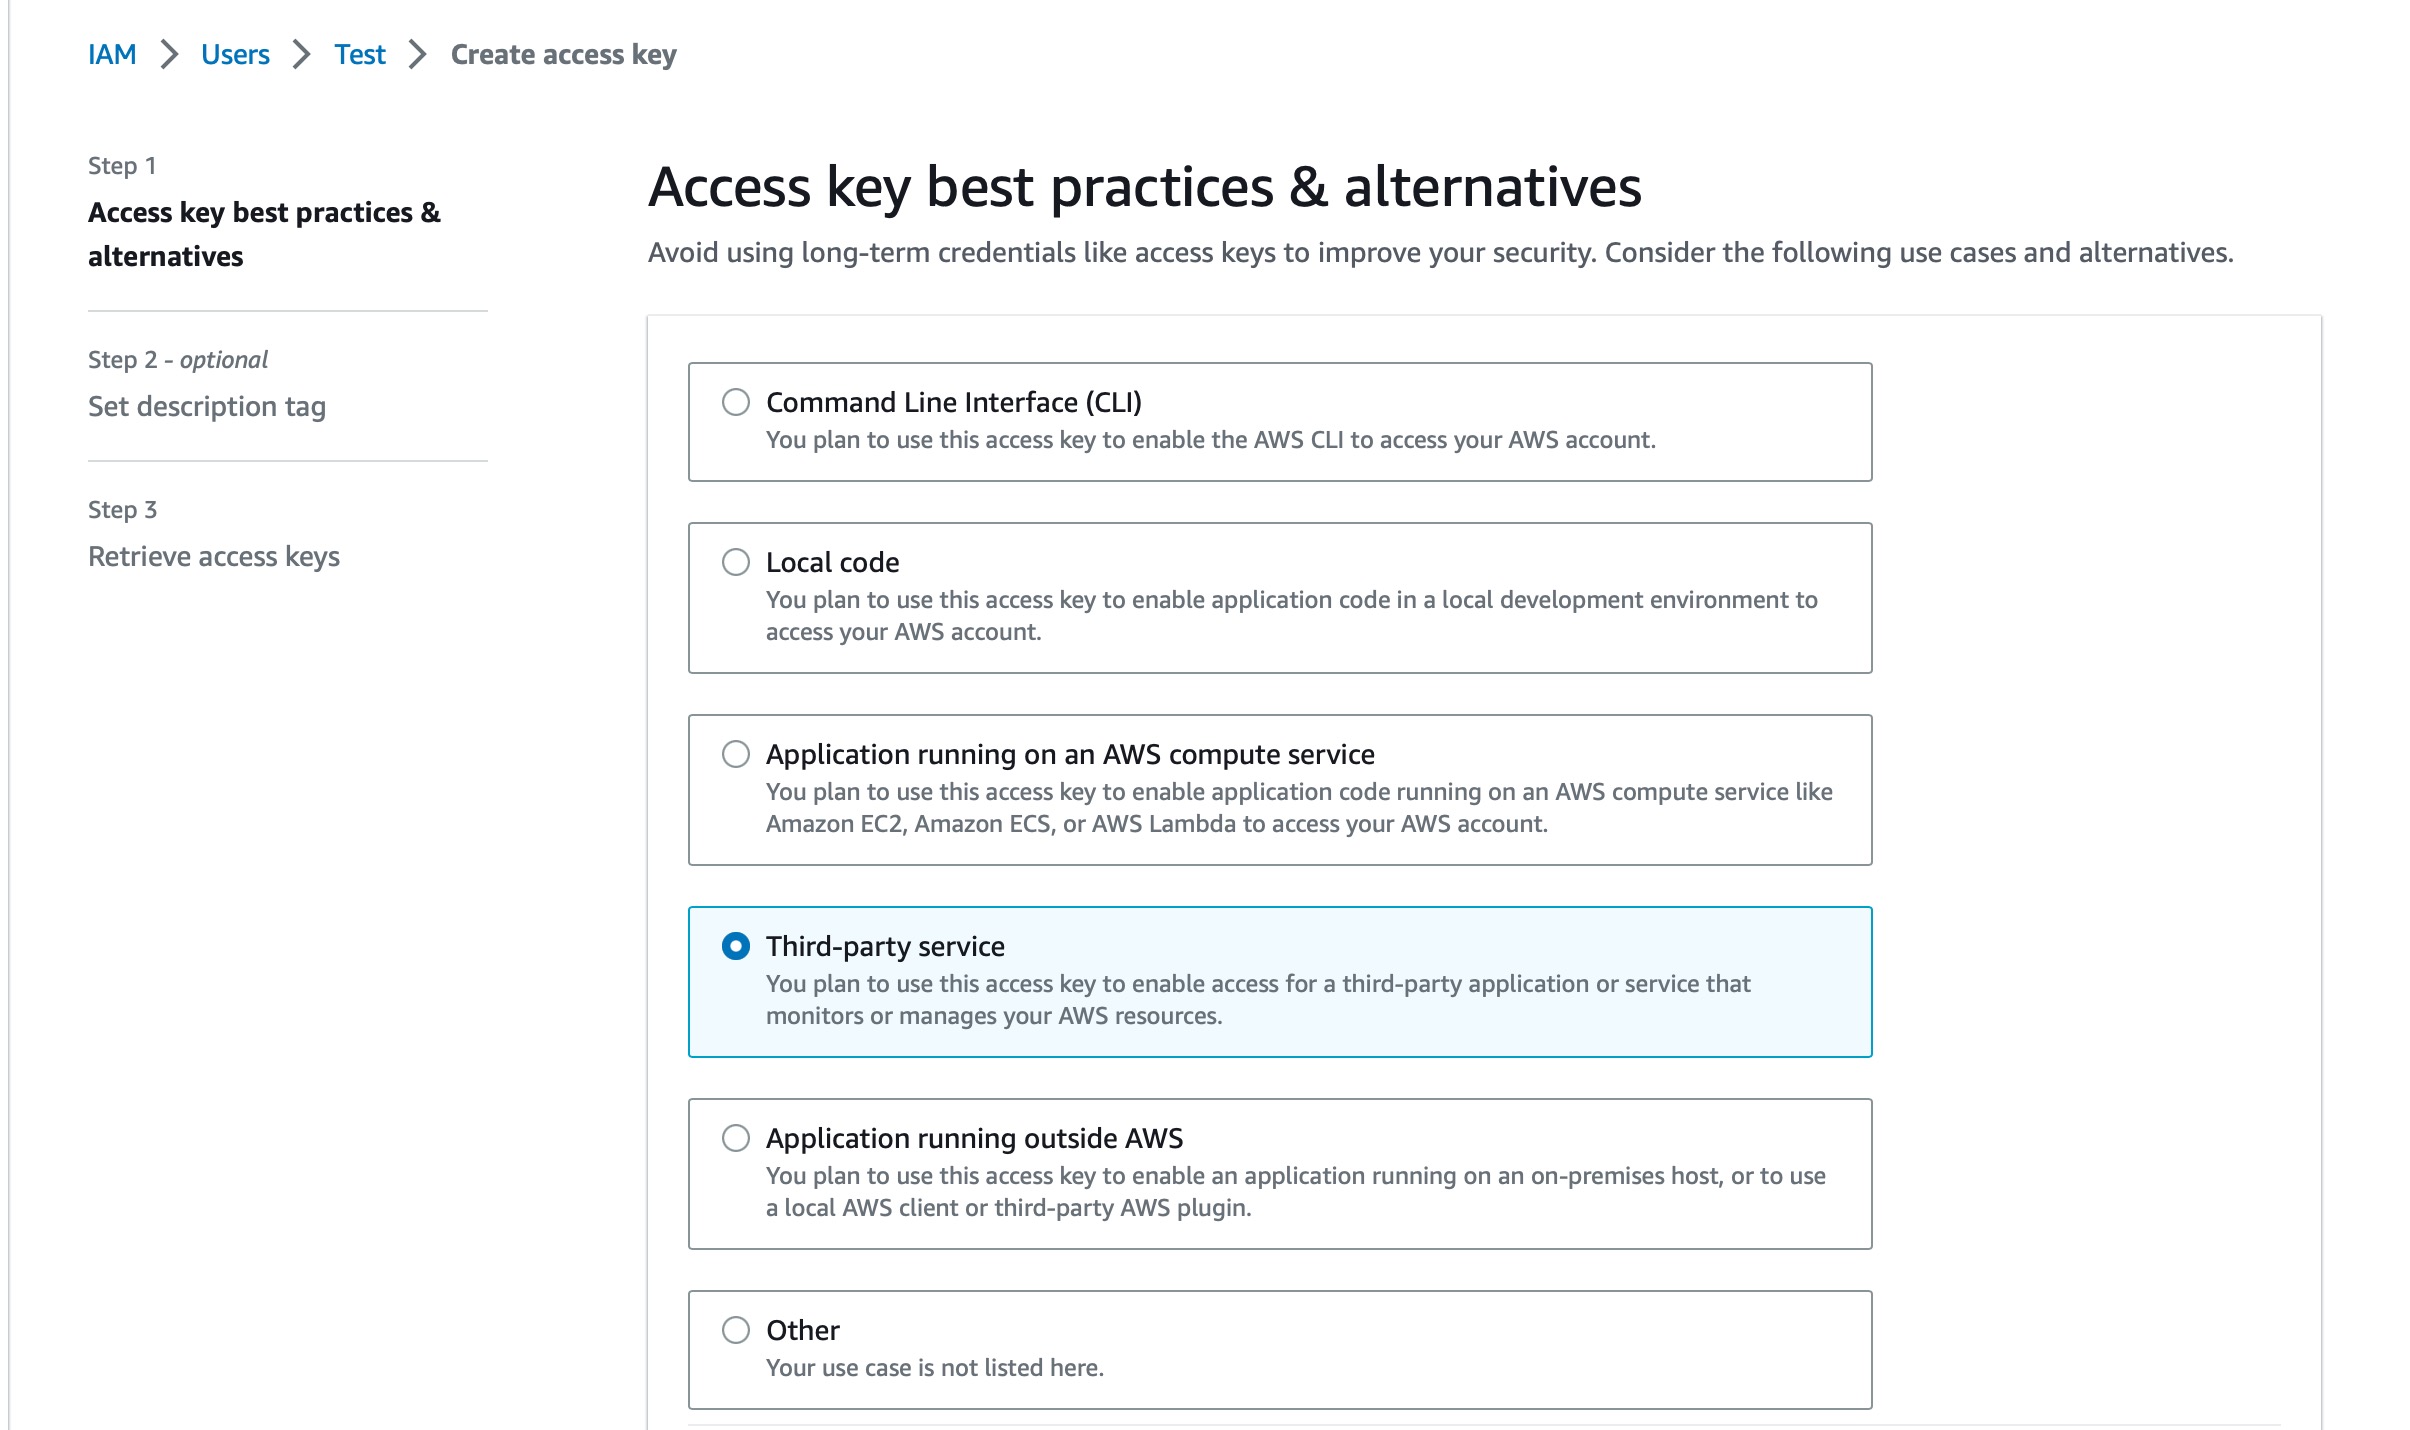 IAM > Users > Test > Create access key
Step 1
Access key best practices &
alternatives
Step 2 - optional
Set description tag
Step 3
Retrieve access keys
Access key best practices & alternatives
Avoid using long-term credentials like access keys to improve your security. Consider the following use cases and alternatives.
Command Line Interface (CLI)
You plan to use this access key to enable the AWS CLI to access your AWS account.
Local code
You plan to use this access key to enable application code in a local development environment to
access your AWS account.
Application running on an AWS compute service
You plan to use this access key to enable application code running on an AWS compute service like
Amazon EC2, Amazon ECS, or AWS Lambda to access your AWS account.
Third-party service
You plan to use this access key to enable access for a third-party application or service that
monitors or manages your AWS resources.
Application running outside AWS
You plan to use this access key to enable an application running on an on-premises host, or to use
a local AWS client or third-party AWS plugin.
Other
Your use case is not listed here.